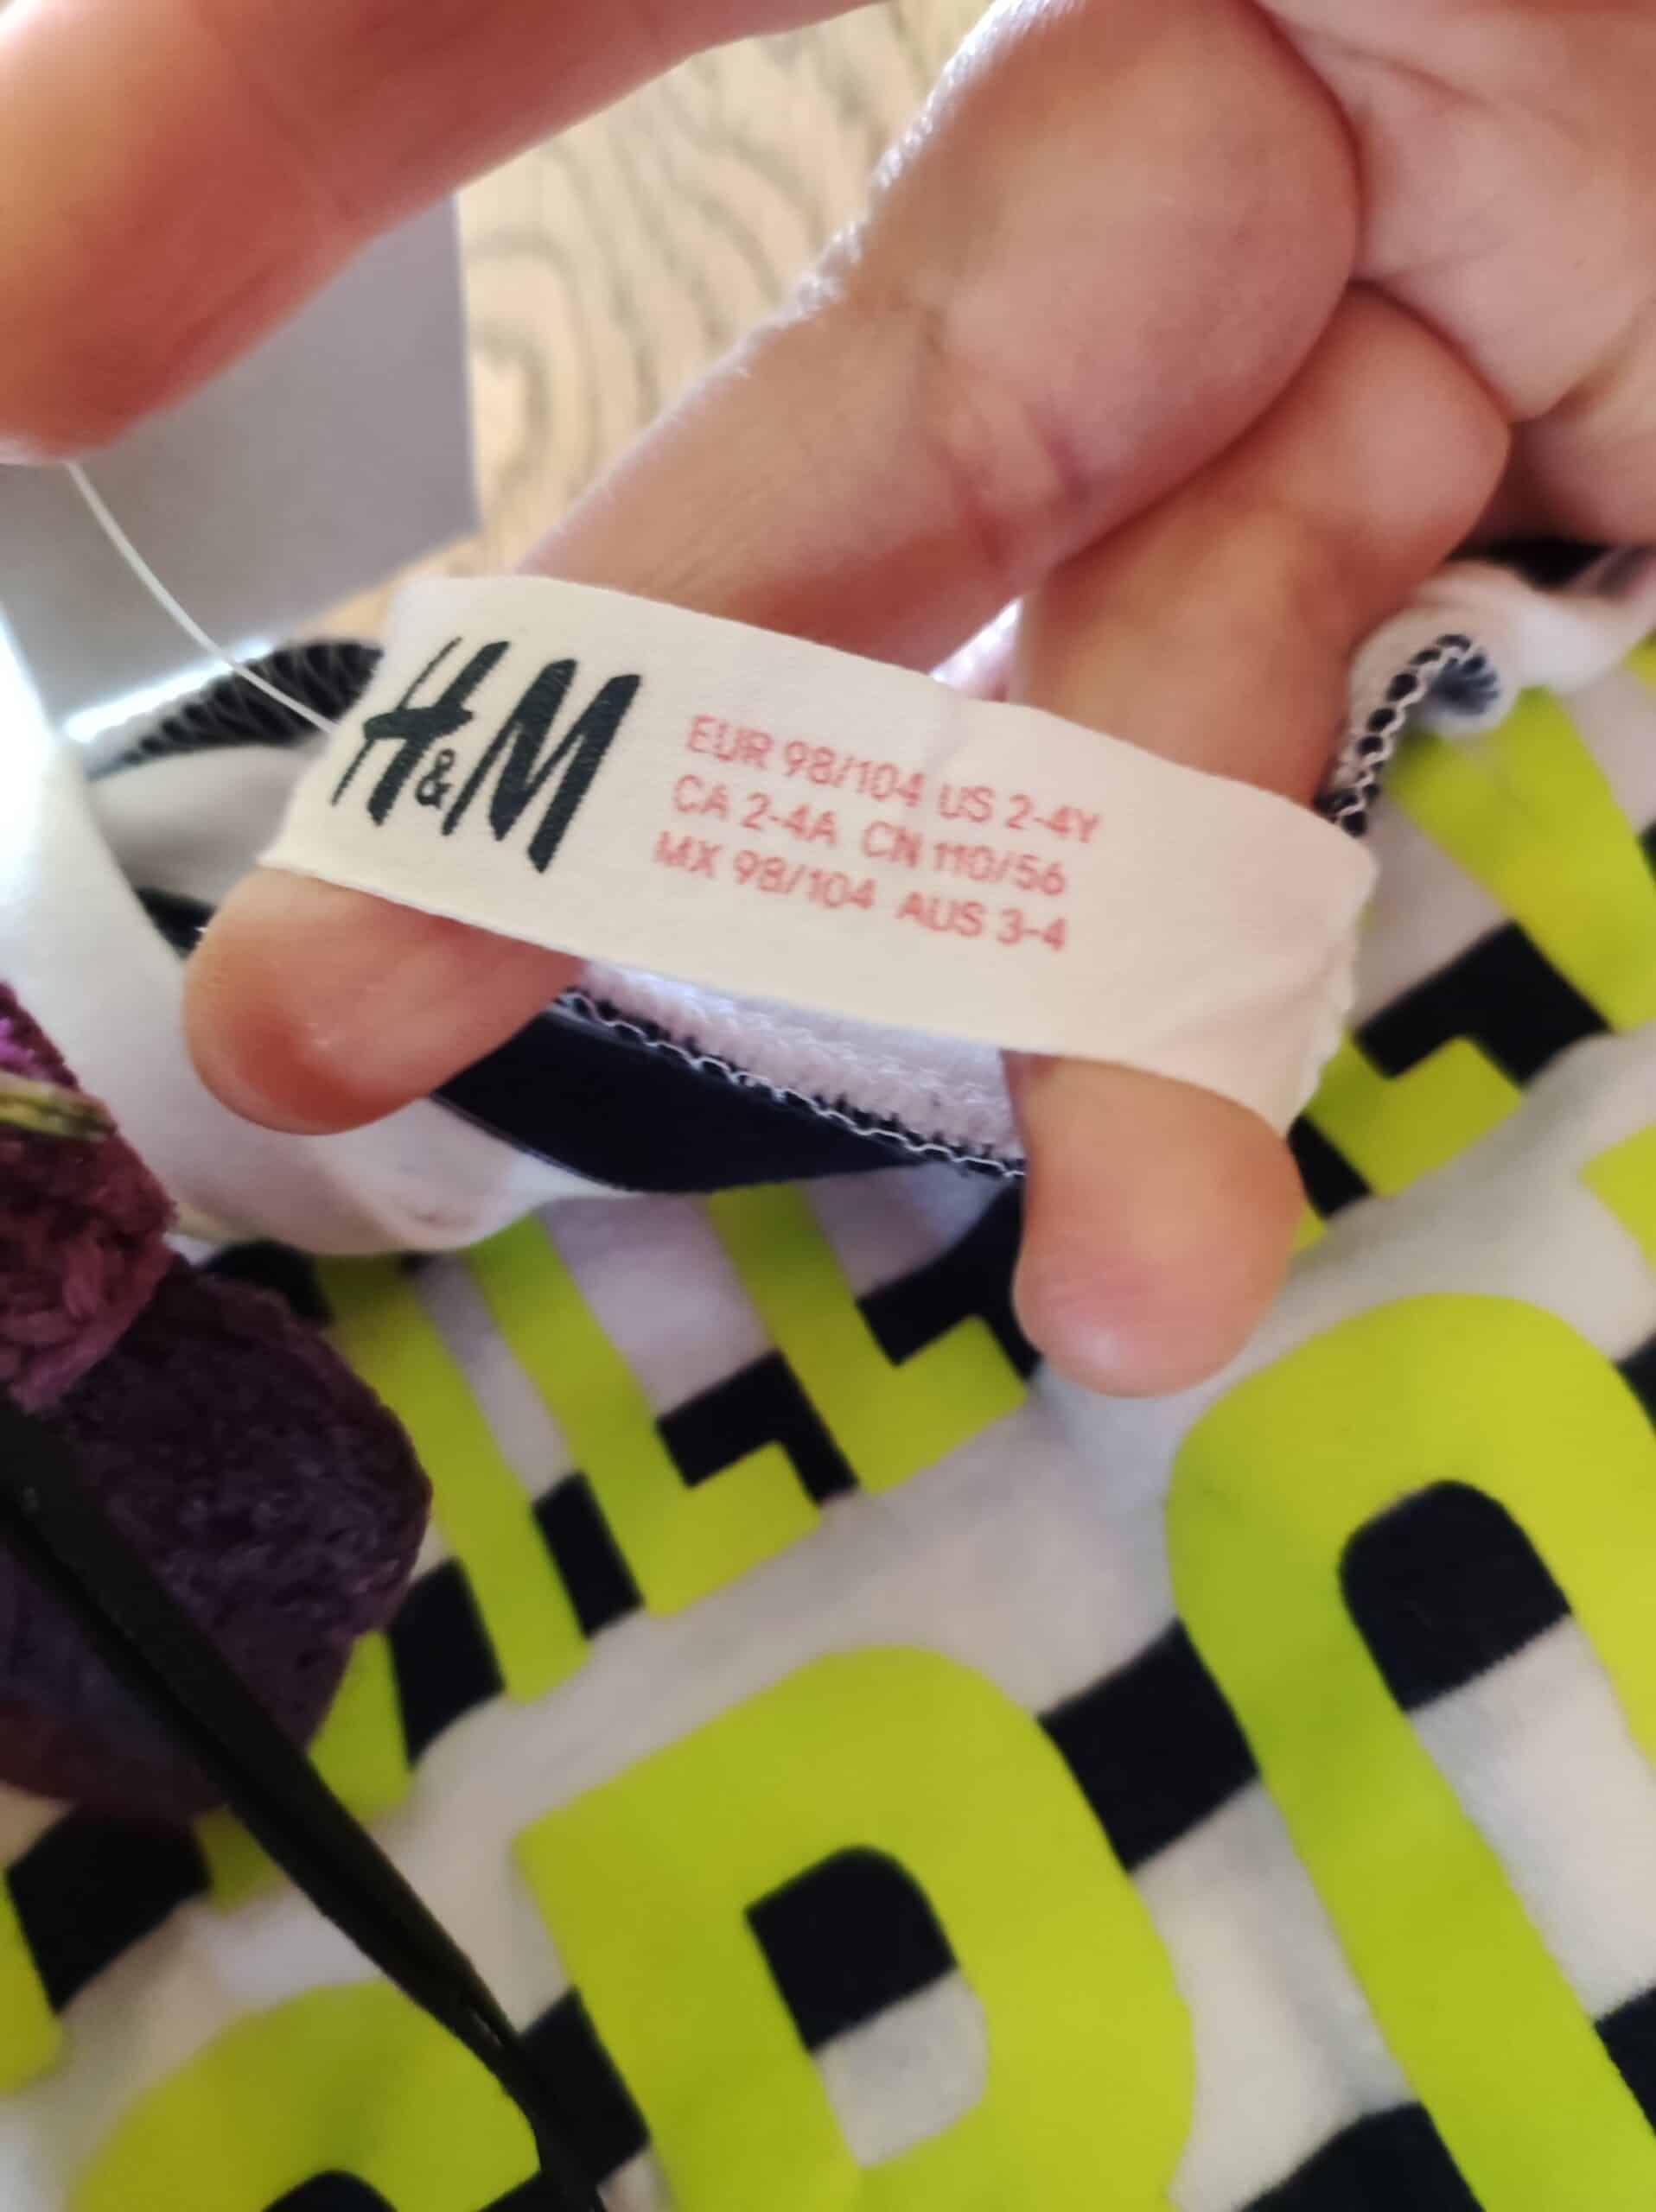 H&M
EUR 98/104 US 2-4Y
CA 2-4A CN 110/56
MX 98/104 AUS 3-4